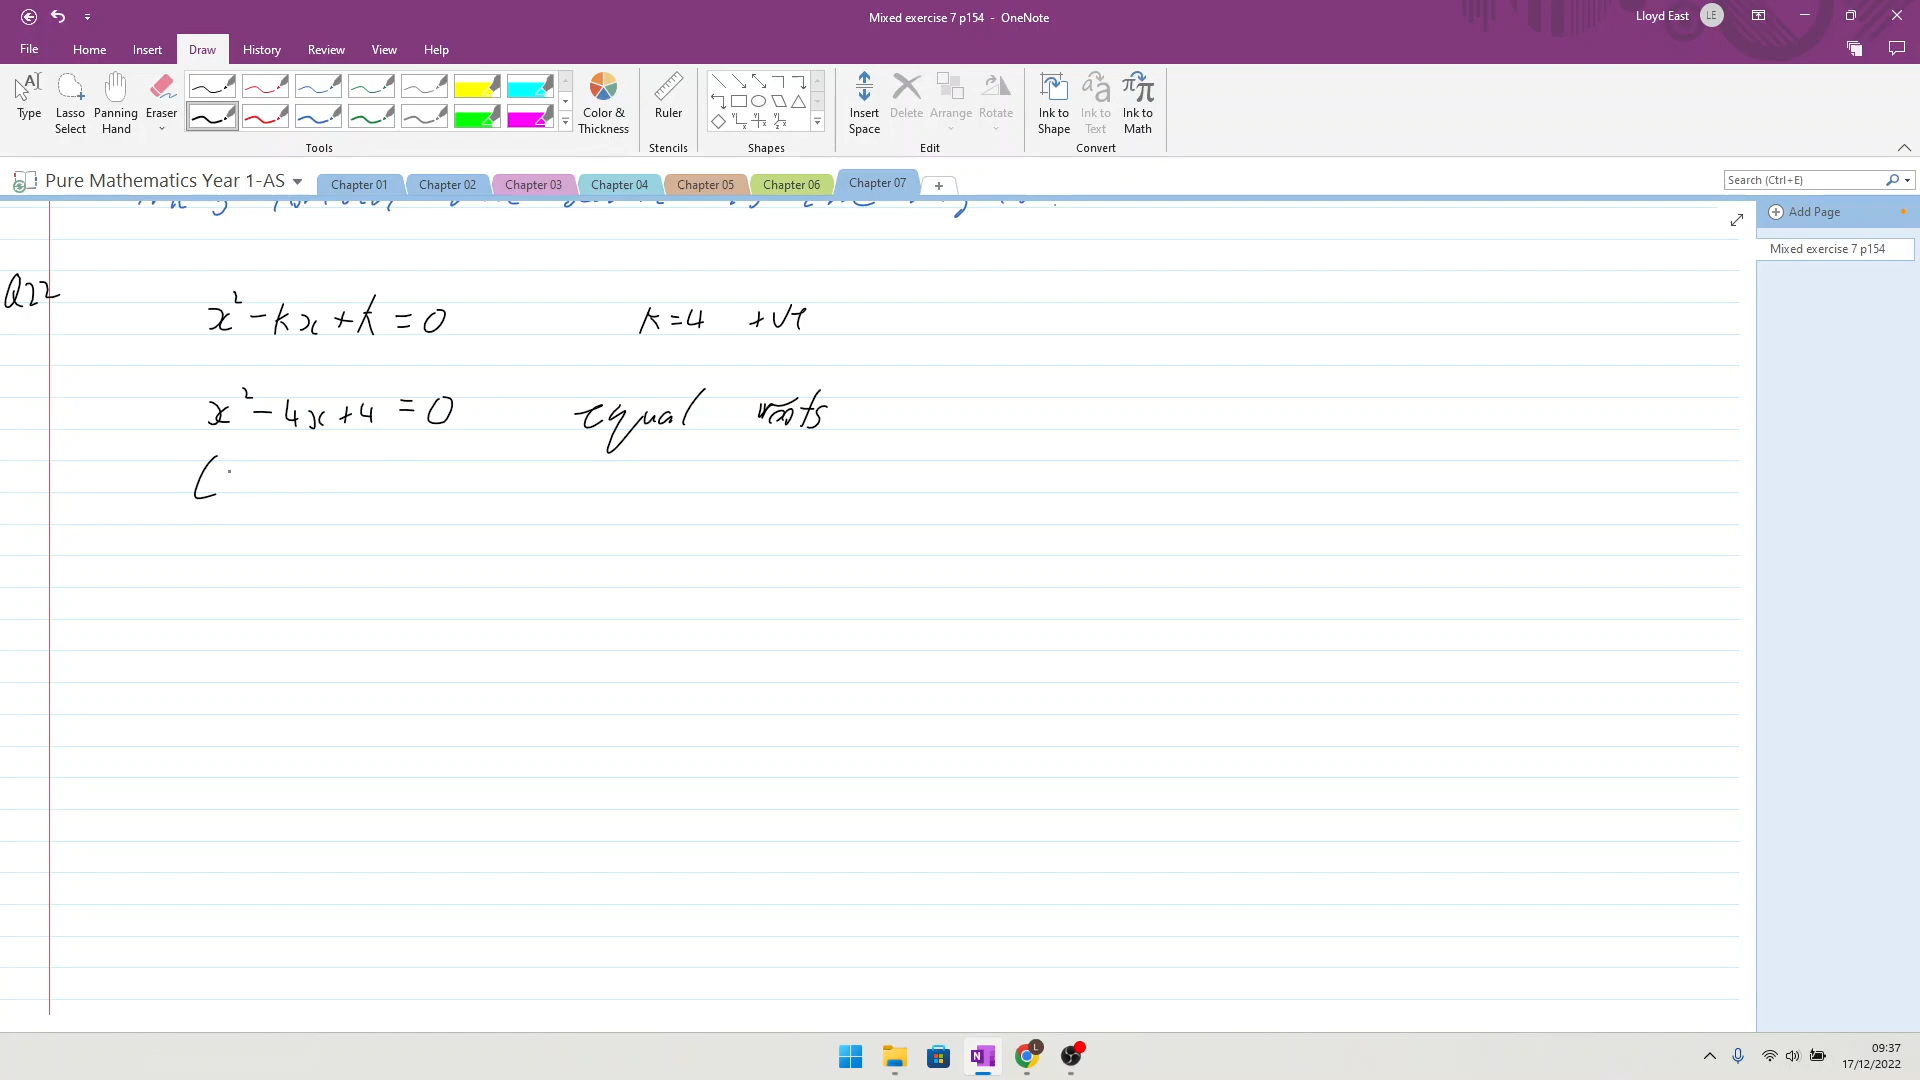 Mixed exercise 7 p154 - OneNote
Lloyd East LE
File Home Insert Draw History Review View Help
Type
Lasso Select
Panning Hand
Eraser
Color & Thickness
Ruler
Insert Space
Delete
Arrange
Rotate
Ink to Shape
Ink to Text
Ink to Math
Tools
Stencils
Shapes
Edit
Convert
Pure Mathematics Year 1-AS
Chapter 01 Chapter 02 Chapter 03 Chapter 04 Chapter 05 Chapter 06 Chapter 07
Search (Ctrl+E)
Add Page
Mixed exercise 7 p154
Q22
x² - kx + k = 0 k = 4 +ve
x² - 4x + 4 = 0 equal roots
(
09:37
17/12/2022